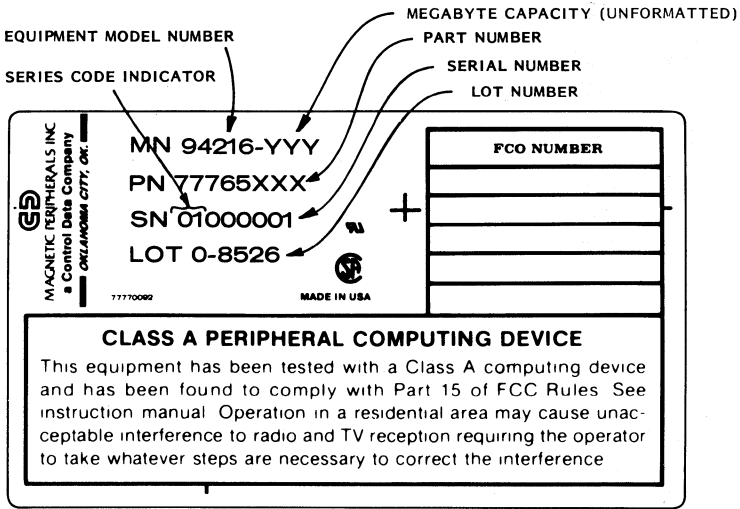 MEGABYTE CAPACITY (UNFORMATTED)
EQUIPMENT MODEL NUMBER
PART NUMBER
SERIES CODE INDICATOR
SERIAL NUMBER
LOT NUMBER
MAGNETIC PERIPHERALS INC
a Control Data Company
OKLAHOMA CITY, OK.
MN 94216-YYY
PN 77765XXX
SN 01000001
LOT 0-8526
77770092
MADE IN USA
FCO NUMBER
CLASS A PERIPHERAL COMPUTING DEVICE
This equipment has been tested with a Class A computing device
and has been found to comply with Part 15 of FCC Rules See
instruction manual Operation in a residential area may cause unac-
ceptable interference to radio and TV reception requiring the operator
to take whatever steps are necessary to correct the interference